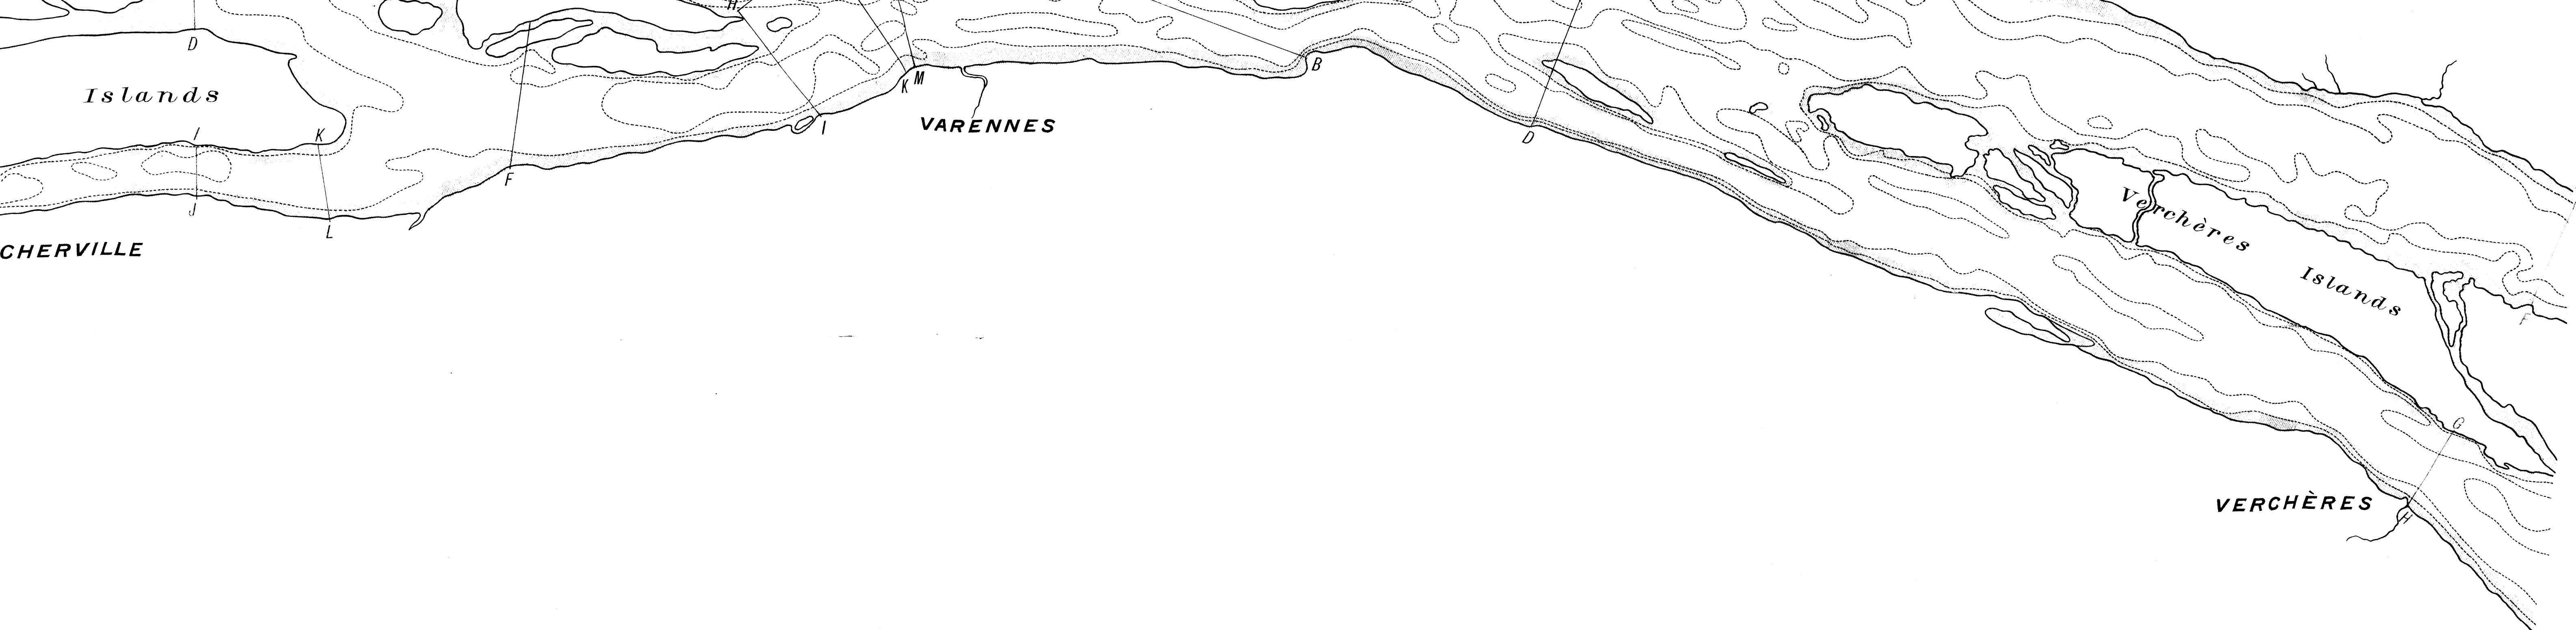 H
D
B
Islands
K
M
I
VARENNES
I
K
D
F
J
L
CHERVILLE
Verchères
Islands
F
G
VERCHÈRES
H